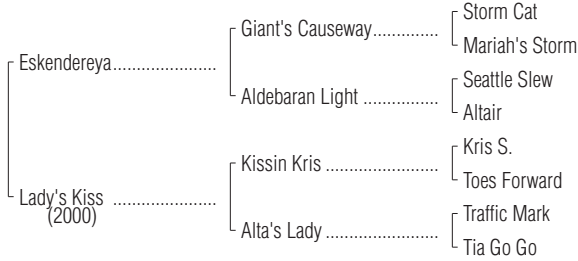 Storm Cat
Giant's Causeway..............
Mariah's Storm
Eskendereya......................
Seattle Slew
Aldebaran Light ................
Altair
Kris S.
Kissin Kris ........................
Toes Forward
Lady's Kiss ......................
(2000)
Traffic Mark
Alta's Lady ........................
Tia Go Go